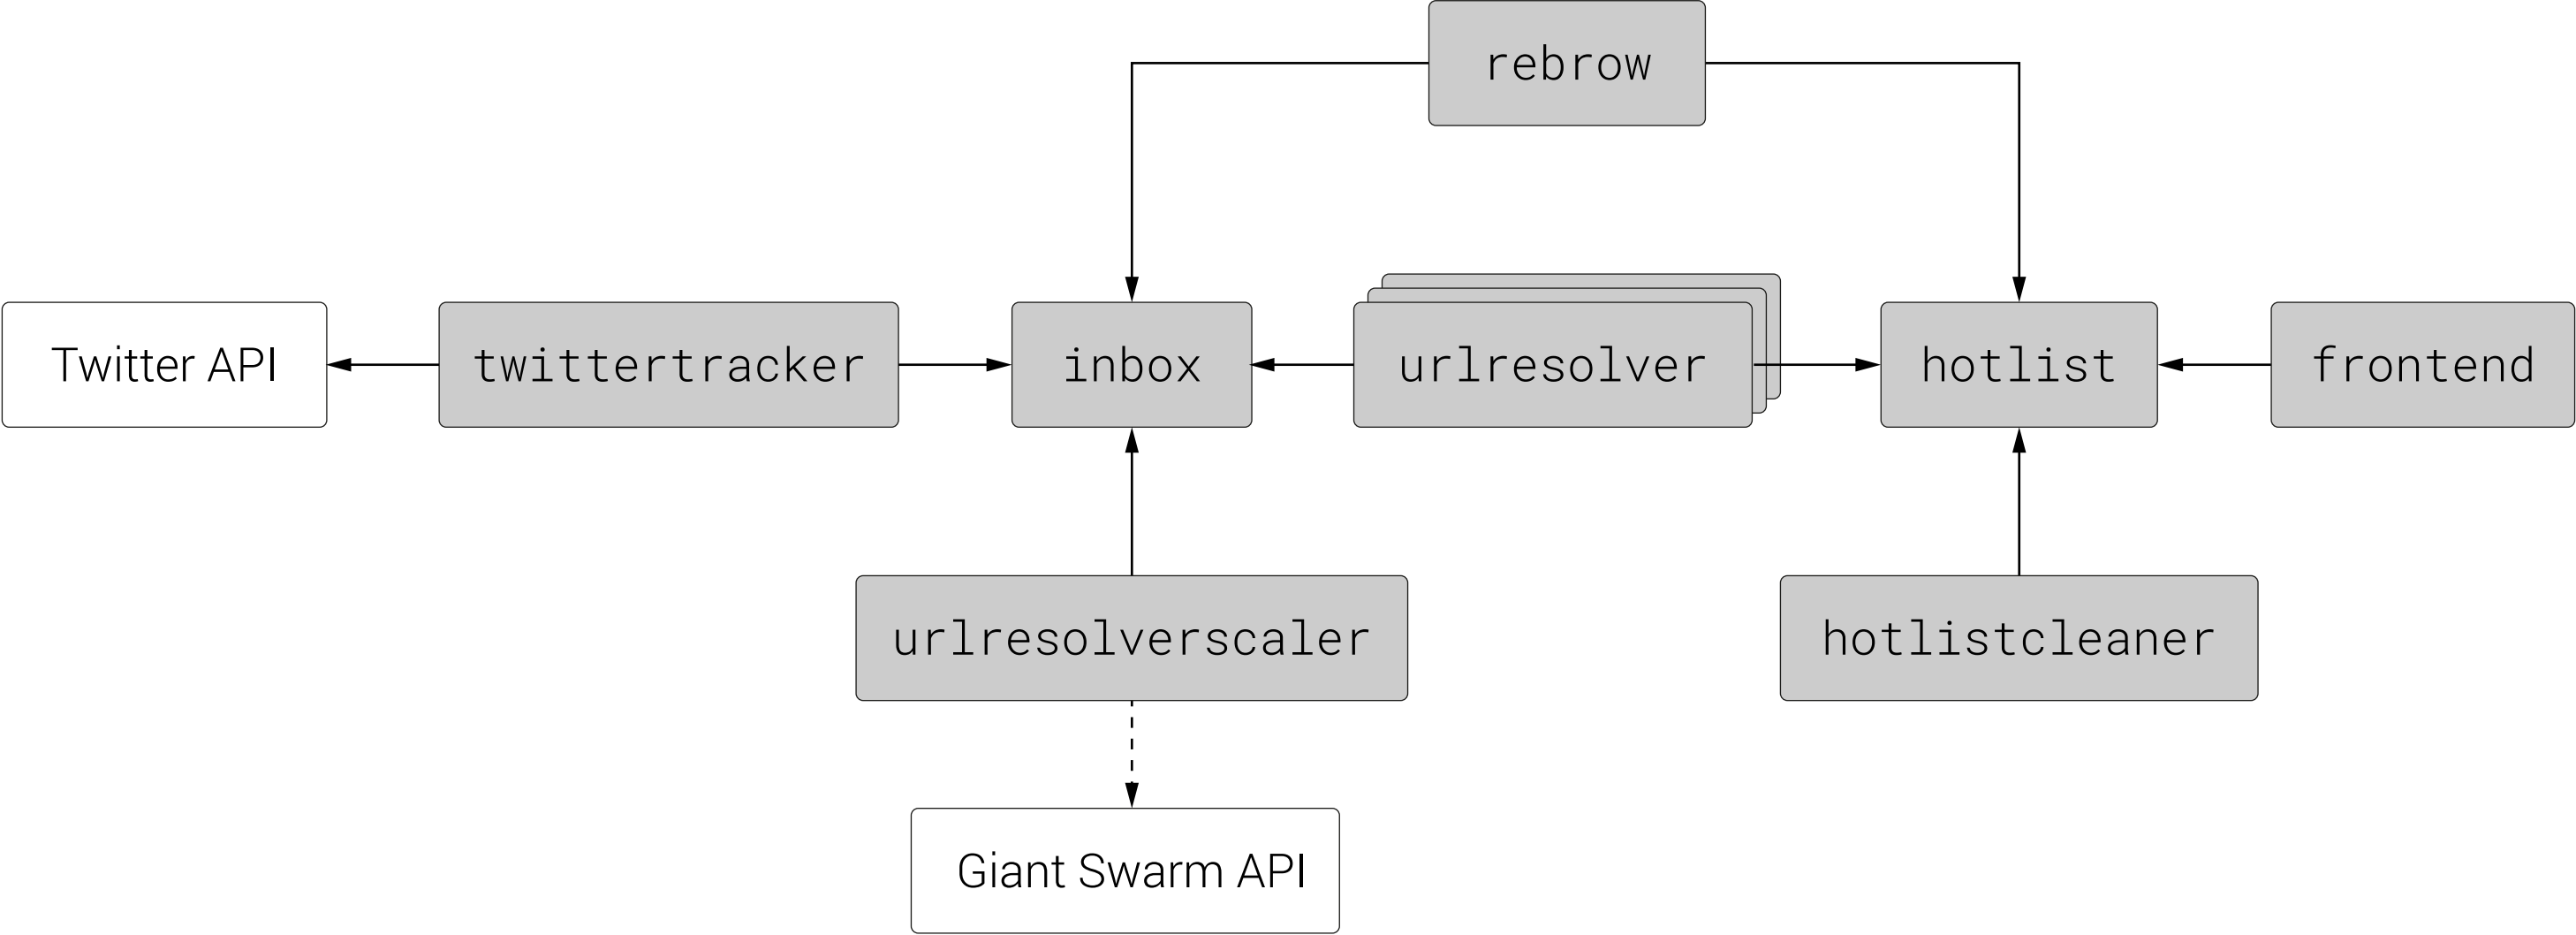 rebrow
Twitter API
twittertracker
inbox
urlresolver
hotlist
frontend
urlresolverscaler
hotlistcleaner
Giant Swarm API